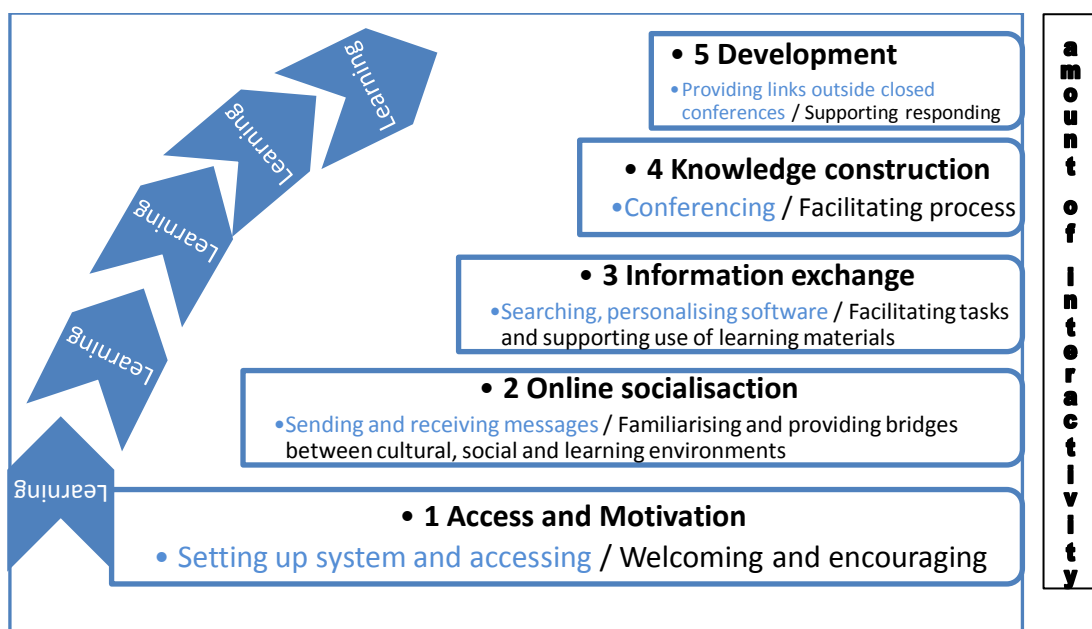 • 5 Development
•Providing links outside closed
conferences / Supporting responding
• 4 Knowledge construction
•Conferencing / Facilitating process
• 3 Information exchange
•Searching, personalising software / Facilitating tasks
and supporting use of learning materials
• 2 Online socialisaction
•Sending and receiving messages / Familiarising and providing bridges
between cultural, social and learning environments
• 1 Access and Motivation
• Setting up system and accessing / Welcoming and encouraging
Learning
Learning
Learning
Learning
Learning
amount of Interactivity